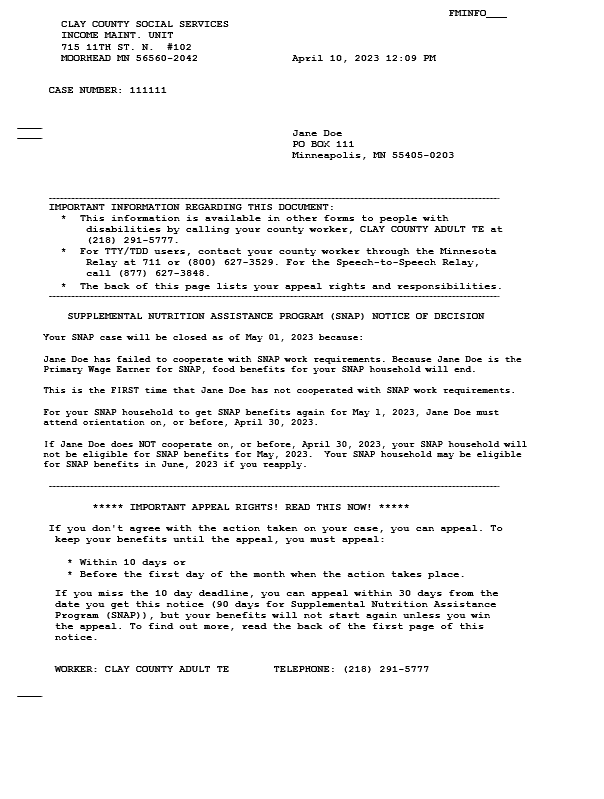 FMINFO____
CLAY COUNTY SOCIAL SERVICES
INCOME MAINT. UNIT
715 11TH ST. N.  #102
MOORHEAD MN 56560-2042
April 10, 2023 12:09 PM
CASE NUMBER: 111111
Jane Doe
PO BOX 111
Minneapolis, MN 55405-0203
IMPORTANT INFORMATION REGARDING THIS DOCUMENT:
* This information is available in other forms to people with
disabilities by calling your county worker, CLAY COUNTY ADULT TE at
(218) 291-5777.
* For TTY/TDD users, contact your county worker through the Minnesota
Relay at 711 or (800) 627-3529. For the Speech-to-Speech Relay,
call (877) 627-3848.
* The back of this page lists your appeal rights and responsibilities.
SUPPLEMENTAL NUTRITION ASSISTANCE PROGRAM (SNAP) NOTICE OF DECISION
Your SNAP case will be closed as of May 01, 2023 because:
Jane Doe has failed to cooperate with SNAP work requirements. Because Jane Doe is the
Primary Wage Earner for SNAP, food benefits for your SNAP household will end.
This is the FIRST time that Jane Doe has not cooperated with SNAP work requirements.
For your SNAP household to get SNAP benefits again for May 1, 2023, Jane Doe must
attend orientation on, or before, April 30, 2023.
If Jane Doe does NOT cooperate on, or before, April 30, 2023, your SNAP household will
not be eligible for SNAP benefits for May, 2023.  Your SNAP household may be eligible
for SNAP benefits in June, 2023 if you reapply.
***** IMPORTANT APPEAL RIGHTS! READ THIS NOW! *****
If you don't agree with the action taken on your case, you can appeal. To
keep your benefits until the appeal, you must appeal:
* Within 10 days or
* Before the first day of the month when the action takes place.
If you miss the 10 day deadline, you can appeal within 30 days from the
date you get this notice (90 days for Supplemental Nutrition Assistance
Program (SNAP)), but your benefits will not start again unless you win
the appeal. To find out more, read the back of the first page of this
notice.
WORKER: CLAY COUNTY ADULT TE       TELEPHONE: (218) 291-5777